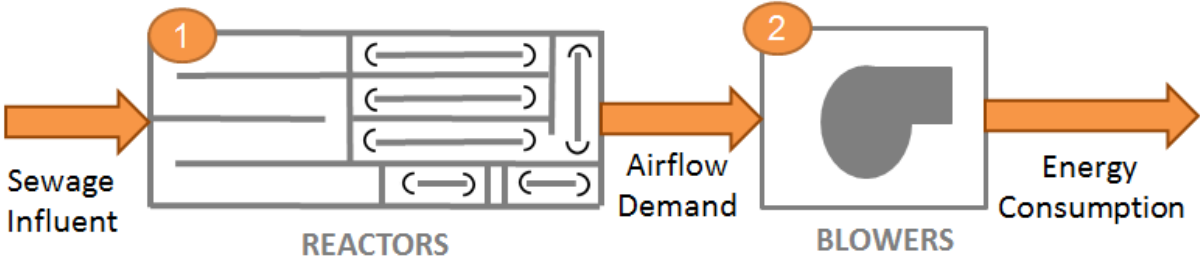 1
2
Sewage
Influent
REACTORS
Airflow
Demand
BLOWERS
Energy
Consumption